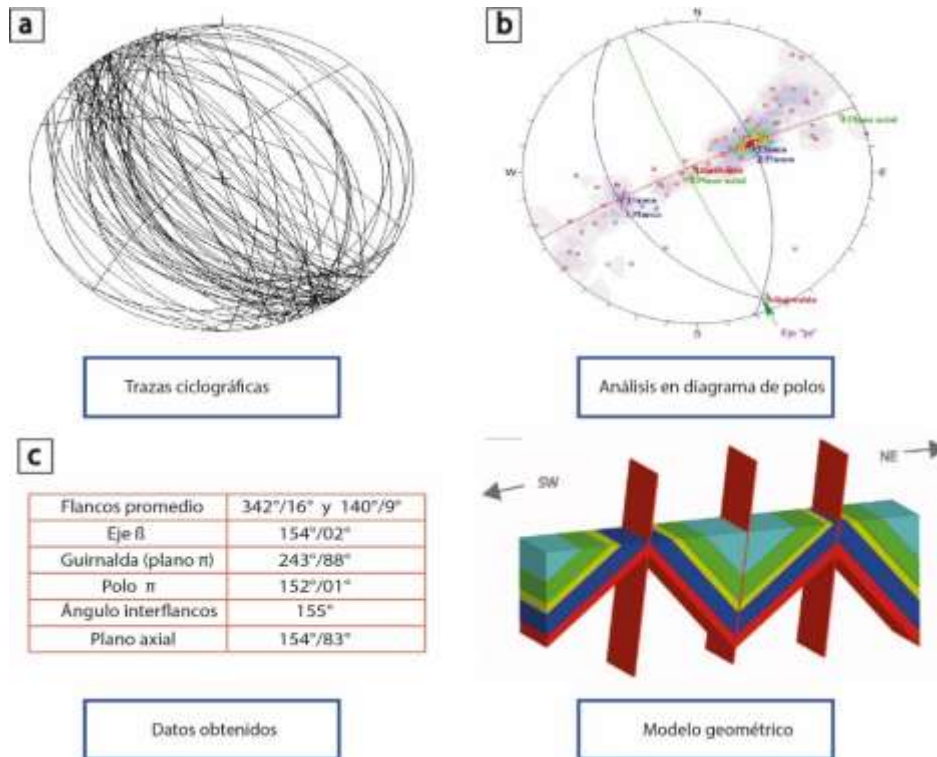 a
Trazas ciclográficas
b
N
W
E
S
Eje "pi"
Análisis en diagrama de polos
c
Flancos promedio 342°/16° y 140°/9°
Eje ß 154°/02°
Guirnalda (plano π) 243°/88°
Polo π 152°/01°
Ángulo interflancos 155°
Plano axial 154°/83°
Datos obtenidos
SW
NE
Modelo geométrico